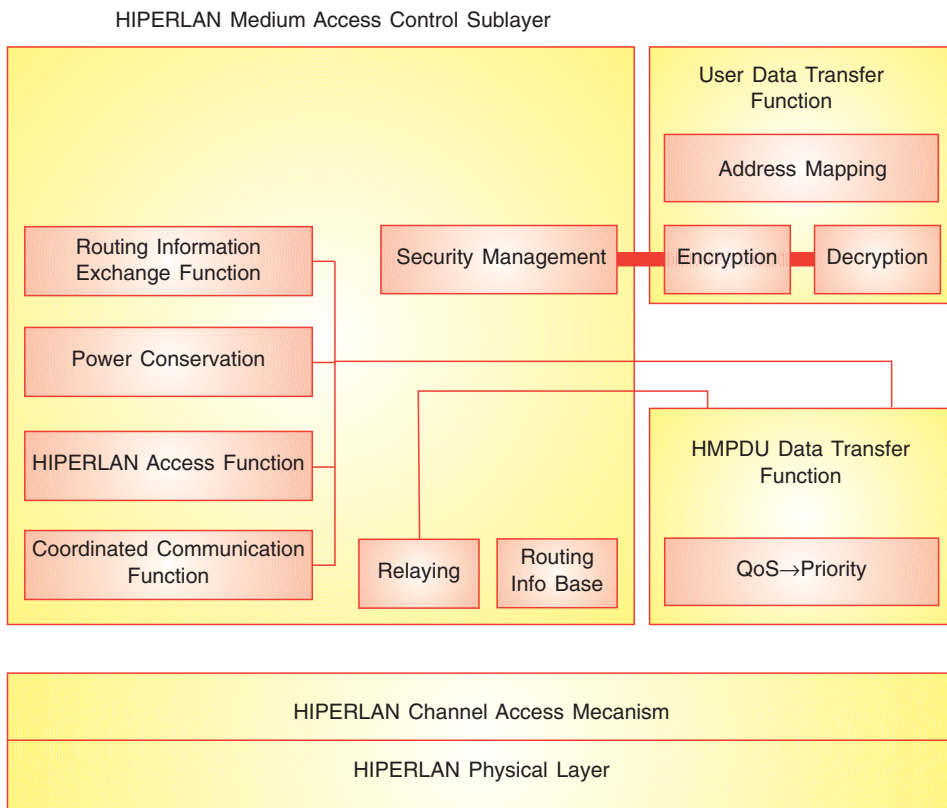 HIPERLAN Medium Access Control Sublayer
User Data Transfer
Function
Address Mapping
Routing Information
Exchange Function
Security Management
Encryption
Decryption
Power Conservation
HIPERLAN Access Function
HMPDU Data Transfer
Function
Coordinated Communication
Function
Relaying
Routing
Info Base
QoS→Priority
HIPERLAN Channel Access Mecanism
HIPERLAN Physical Layer